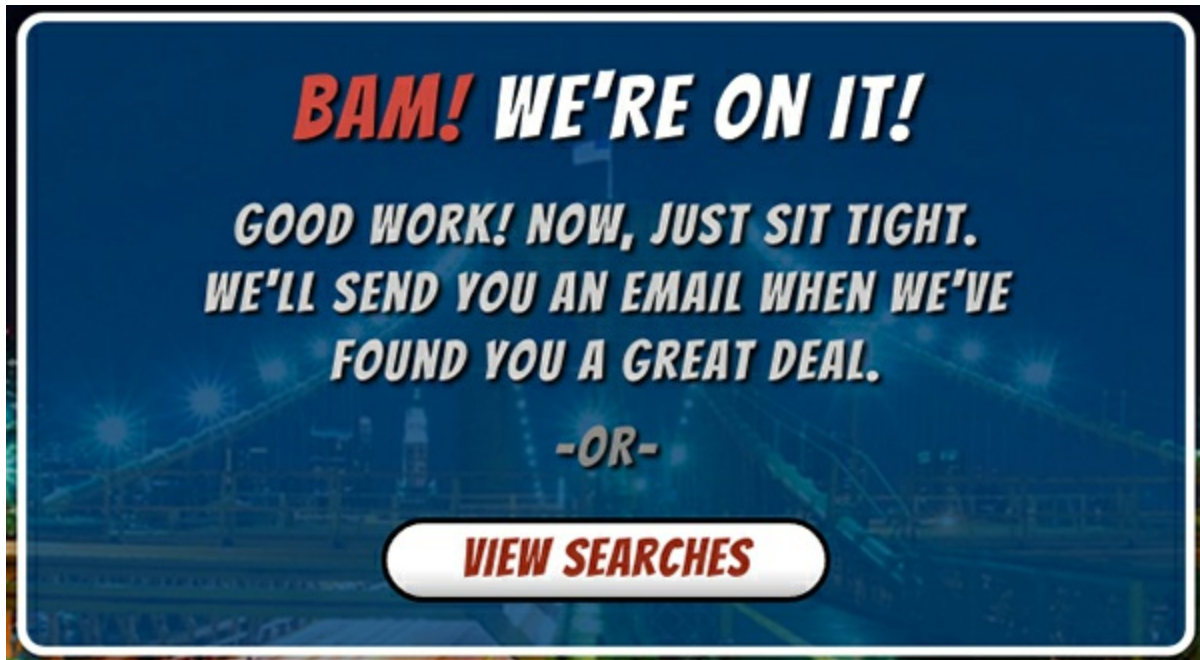 BAM! WE'RE ON IT!
GOOD WORK! NOW, JUST SIT TIGHT.
WE'LL SEND YOU AN EMAIL WHEN WE'VE
FOUND YOU A GREAT DEAL.
-OR-
VIEW SEARCHES